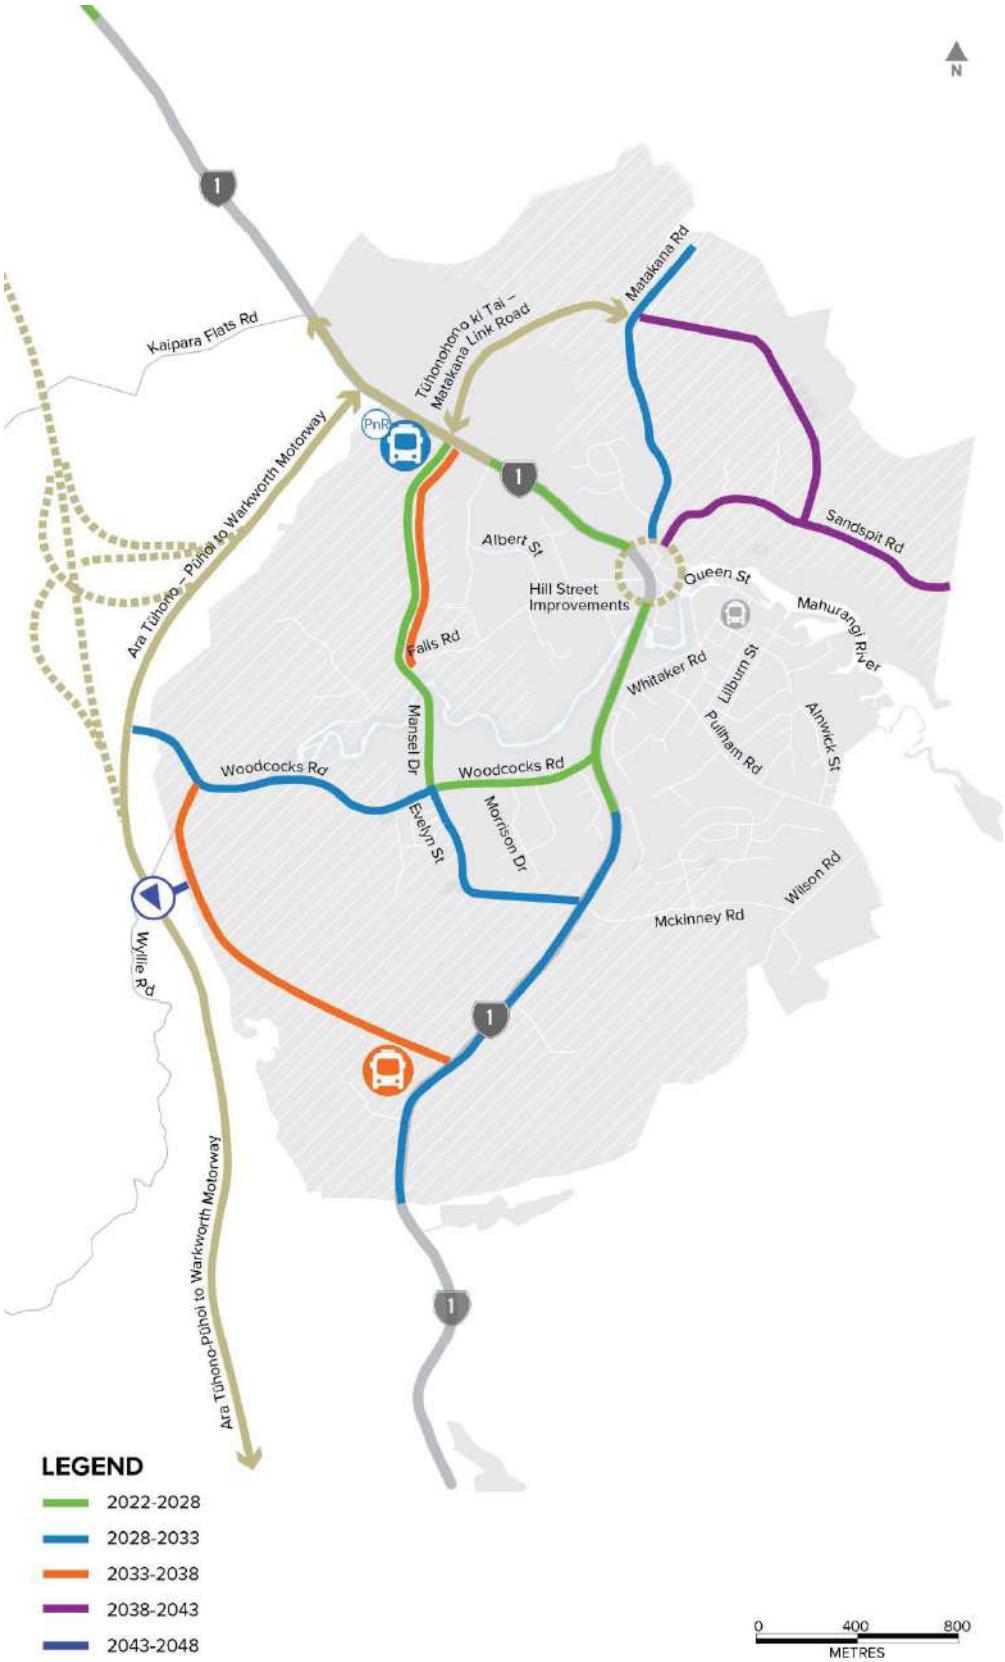 N
1
Matakana Rd
Kaipara Flats Rd
Tūhonohono ki Tai –
Matakana Link Road
PnR
1
Ara Tūhono – Pūhoi to Warkworth Motorway
Sandspit Rd
Albert St
Hill Street
Improvements
Queen St
Mahurangi
River
Falls Rd
Whitaker Rd
Lilburn St
Mansel Dr
Pullham Rd
Alnwick St
Woodcocks Rd
Woodcocks Rd
Evelyn St
Morrison Dr
Wilson Rd
Mckinney Rd
Wyllie Rd
1
Ara Tūhono-Pūhoi to Warkworth Motorway
1
LEGEND
2022-2028
2028-2033
2033-2038
2038-2043
2043-2048
0 400 800
METRES